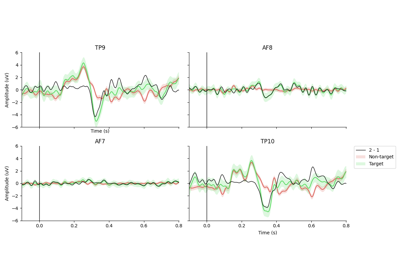 TP9
AF8
Amplitude (uV)
6
4
2
0
−2
−4
−6
Time (s)
AF7
TP10
Amplitude (uV)
6
4
2
0
−2
−4
−6
0.0 0.2 0.4 0.6 0.8
0.0 0.2 0.4 0.6 0.8
Time (s)
2 - 1
Non-target
Target